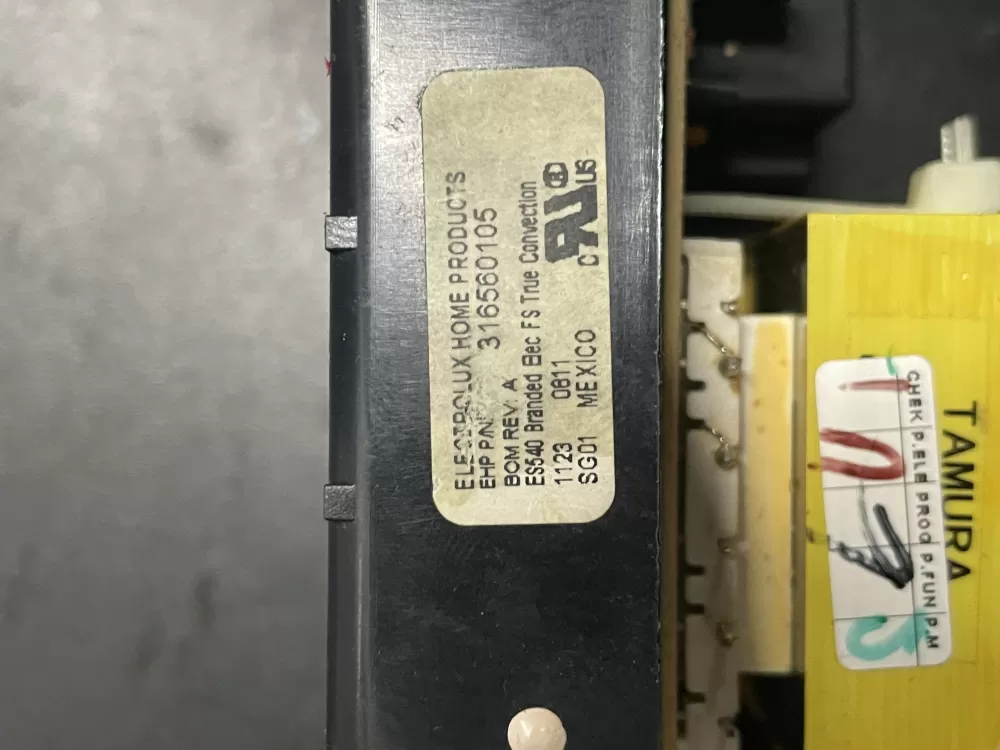 ELECTROLUX HOME PRODUCTS
EHP P/N: 316560105
BOM REV: A
ES540 Branded Elec FS True Convection
1123 0811
SG01 MEXICO
C US
TAMURA
CHEK P.ELE PROD P.FUN P.M